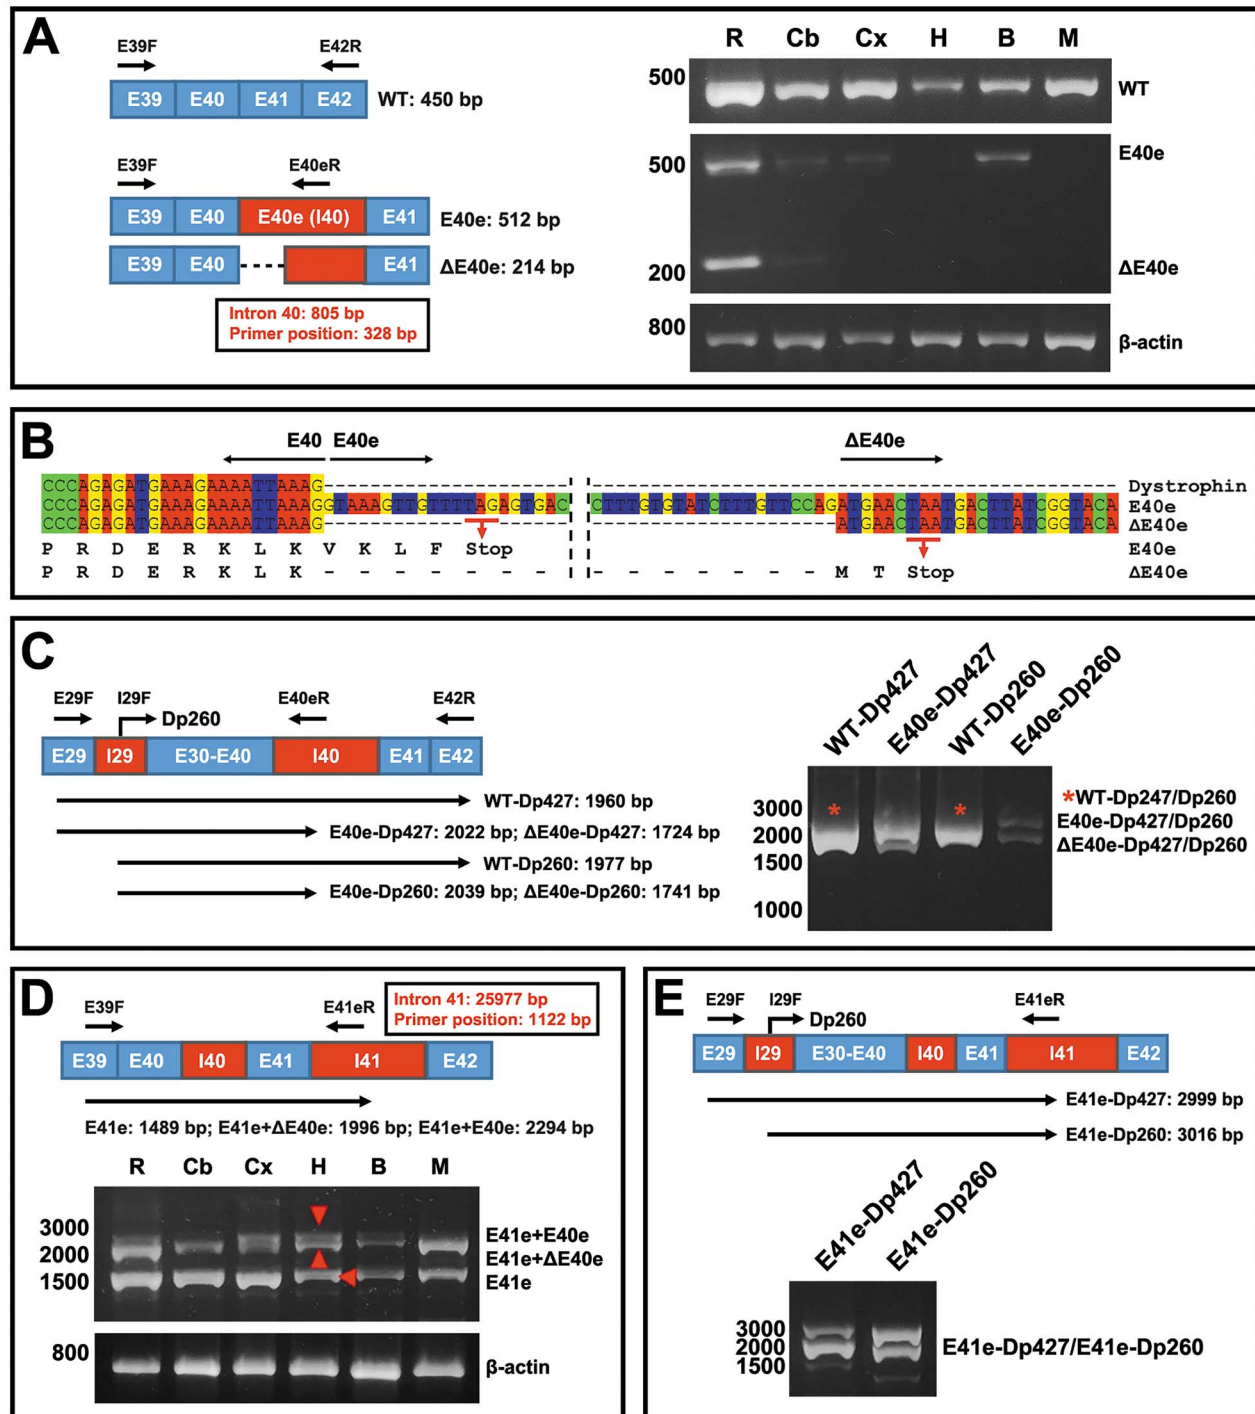 A
E39F E42R
E39 E40 E41 E42 WT: 450 bp
E39F E40eR
E39 E40 E40e (I40) E41 E40e: 512 bp
E39 E40 E41 ΔE40e: 214 bp
Intron 40: 805 bp
Primer position: 328 bp
R Cb Cx H B M
500 WT
500 E40e
200 ΔE40e
800 β-actin
B
E40 E40e ΔE40e
CCCAGAGATGAAAGAAAATTAAAG Dystrophin
CCCAGAGATGAAAGAAAATTAAAGGTAAAGTTGTTTTAGAGTGAC CTTTGTGTATCTTTGTTCCAGATGAACTAATGACTTATCGGTACA E40e
CCCAGAGATGAAAGAAAATTAAAG ATGAACTAATGACTTATCGGTACA ΔE40e
P R D E R K L K V K L F Stop E40e
P R D E R K L K - - - - - - - - - - - - - - M T Stop ΔE40e
C
E29F I29F E40eR E42R
Dp260
E29 I29 E30-E40 I40 E41 E42
WT-Dp427: 1960 bp
E40e-Dp427: 2022 bp; ΔE40e-Dp427: 1724 bp
WT-Dp260: 1977 bp
E40e-Dp260: 2039 bp; ΔE40e-Dp260: 1741 bp
WT-Dp427 E40e-Dp427 WT-Dp260 E40e-Dp260
* *
3000 *WT-Dp247/Dp260
2000 E40e-Dp427/Dp260
1500 ΔE40e-Dp427/Dp260
1000
D
E39F E41eR
Intron 41: 25977 bp
Primer position: 1122 bp
E39 E40 I40 E41 I41 E42
E41e: 1489 bp; E41e+ΔE40e: 1996 bp; E41e+E40e: 2294 bp
R Cb Cx H B M
3000 E41e+E40e
2000 E41e+ΔE40e
1500 E41e
800 β-actin
E
E29F I29F E41eR
Dp260
E29 I29 E30-E40 I40 E41 I41 E42
E41e-Dp427: 2999 bp
E41e-Dp260: 3016 bp
E41e-Dp427 E41e-Dp260
3000
2000 E41e-Dp427/E41e-Dp260
1500